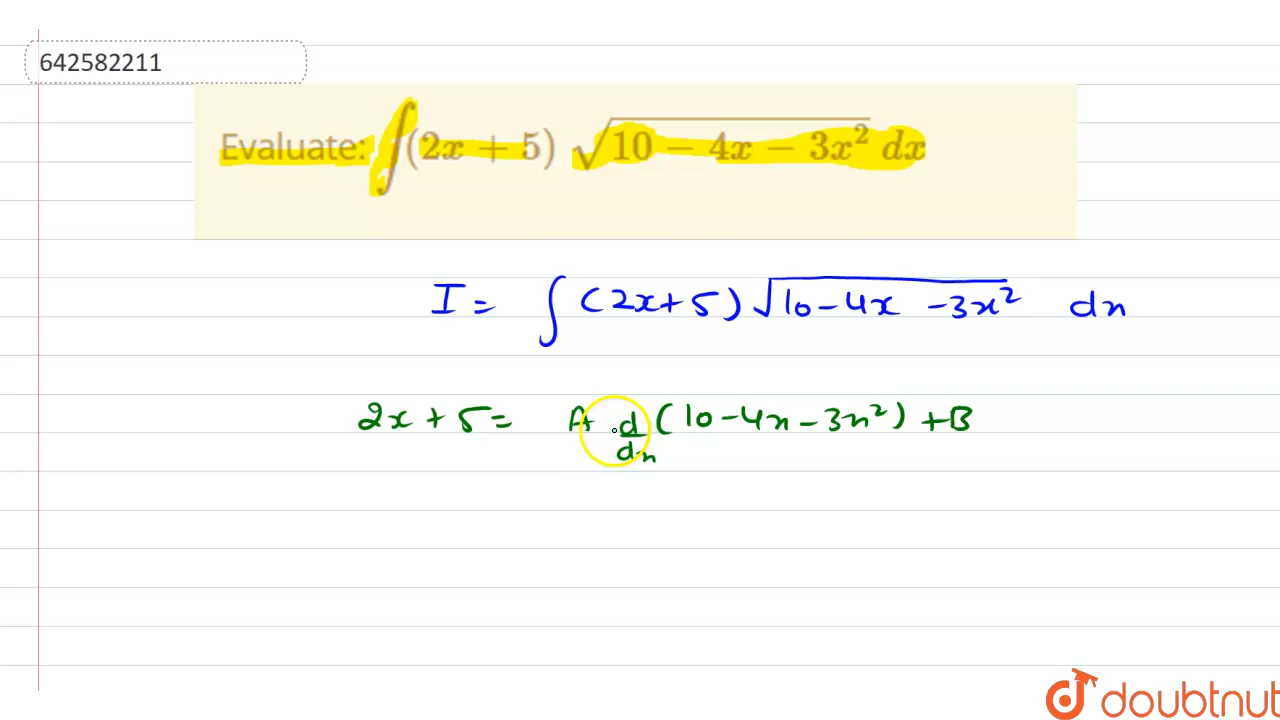 642582211
Evaluate: ∫(2x + 5) √(10 − 4x − 3x²) dx
I = ∫ (2x+5) √(10-4x-3x²) dx
2x+5 = A d/dx (10-4x-3x²) + B
doubtnut